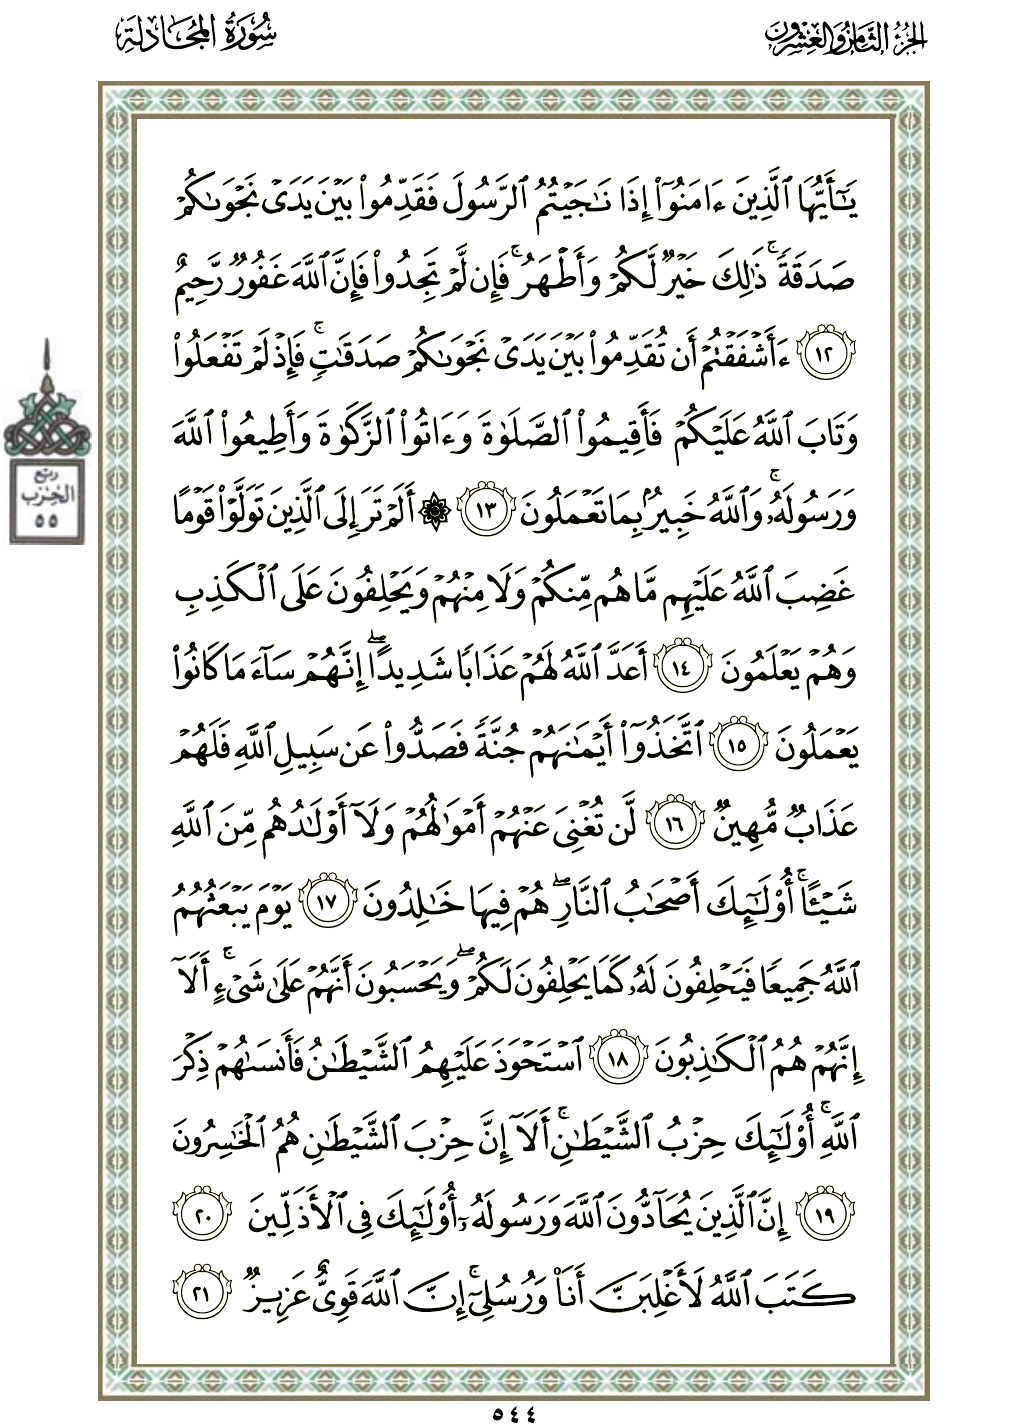 الجزء الثامن والعشرون
سُورَةُ المُجَادلَةِ
يَٰٓأَيُّهَا ٱلَّذِينَ ءَامَنُوٓا۟ إِذَا نَٰجَيْتُمُ ٱلرَّسُولَ فَقَدِّمُوا۟ بَيْنَ يَدَىْ نَجْوَىٰكُمْ
صَدَقَةً ۚ ذَٰلِكَ خَيْرٌ لَّكُمْ وَأَطْهَرُ ۚ فَإِن لَّمْ تَجِدُوا۟ فَإِنَّ ٱللَّهَ غَفُورٌ رَّحِيمٌ
١٢ ءَأَشْفَقْتُمْ أَن تُقَدِّمُوا۟ بَيْنَ يَدَىْ نَجْوَىٰكُمْ صَدَقَٰتٍ ۚ فَإِذْ لَمْ تَفْعَلُوا۟
وَتَابَ ٱللَّهُ عَلَيْكُمْ فَأَقِيمُوا۟ ٱلصَّلَوٰةَ وَءَاتُوا۟ ٱلزَّكَوٰةَ وَأَطِيعُوا۟ ٱللَّهَ
وَرَسُولَهُۥ ۚ وَٱللَّهُ خَبِيرٌۢ بِمَا تَعْمَلُونَ ١٣ ۞ أَلَمْ تَرَ إِلَى ٱلَّذِينَ تَوَلَّوْا۟ قَوْمًا
غَضِبَ ٱللَّهُ عَلَيْهِم مَّا هُم مِّنكُمْ وَلَا مِنْهُمْ وَيَحْلِفُونَ عَلَى ٱلْكَذِبِ
وَهُمْ يَعْلَمُونَ ١٤ أَعَدَّ ٱللَّهُ لَهُمْ عَذَابًا شَدِيدًا ۖ إِنَّهُمْ سَآءَ مَا كَانُوا۟
يَعْمَلُونَ ١٥ ٱتَّخَذُوٓا۟ أَيْمَٰنَهُمْ جُنَّةً فَصَدُّوا۟ عَن سَبِيلِ ٱللَّهِ فَلَهُمْ
عَذَابٌ مُّهِينٌ ١٦ لَّن تُغْنِىَ عَنْهُمْ أَمْوَٰلُهُمْ وَلَآ أَوْلَٰدُهُم مِّنَ ٱللَّهِ
شَيْـًٔا ۚ أُو۟لَٰٓئِكَ أَصْحَٰبُ ٱلنَّارِ ۖ هُمْ فِيهَا خَٰلِدُونَ ١٧ يَوْمَ يَبْعَثُهُمُ
ٱللَّهُ جَمِيعًا فَيَحْلِفُونَ لَهُۥ كَمَا يَحْلِفُونَ لَكُمْ ۖ وَيَحْسَبُونَ أَنَّهُمْ عَلَىٰ شَىْءٍ ۚ أَلَآ
إِنَّهُمْ هُمُ ٱلْكَٰذِبُونَ ١٨ ٱسْتَحْوَذَ عَلَيْهِمُ ٱلشَّيْطَٰنُ فَأَنسَىٰهُمْ ذِكْرَ
ٱللَّهِ ۚ أُو۟لَٰٓئِكَ حِزْبُ ٱلشَّيْطَٰنِ ۚ أَلَآ إِنَّ حِزْبَ ٱلشَّيْطَٰنِ هُمُ ٱلْخَٰسِرُونَ
١٩ إِنَّ ٱلَّذِينَ يُحَآدُّونَ ٱللَّهَ وَرَسُولَهُۥٓ أُو۟لَٰٓئِكَ فِى ٱلْأَذَلِّينَ ٢٠
كَتَبَ ٱللَّهُ لَأَغْلِبَنَّ أَنَا۠ وَرُسُلِىٓ ۚ إِنَّ ٱللَّهَ قَوِىٌّ عَزِيزٌ ٢١
ربع
الحزب
٥٥
٥٤٤